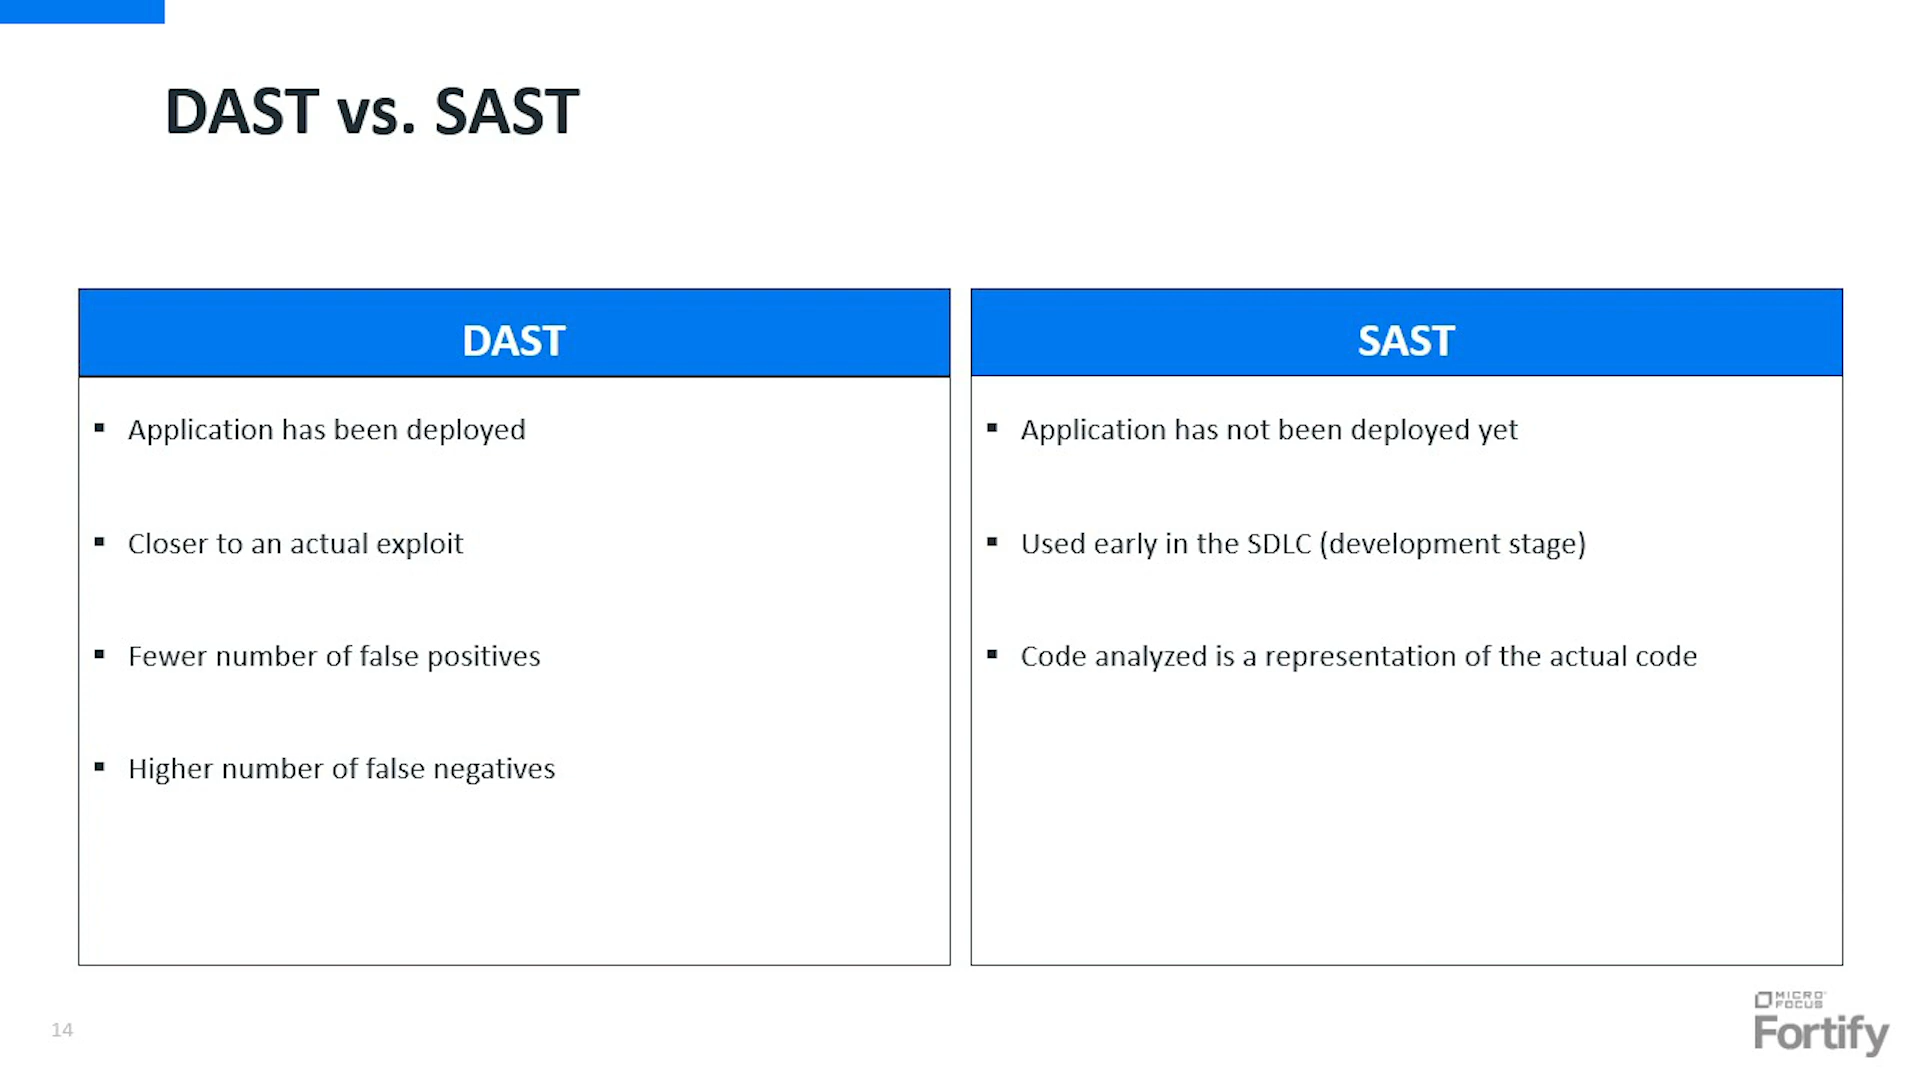 DAST vs. SAST
DAST
▪ Application has been deployed
▪ Closer to an actual exploit
▪ Fewer number of false positives
▪ Higher number of false negatives
SAST
▪ Application has not been deployed yet
▪ Used early in the SDLC (development stage)
▪ Code analyzed is a representation of the actual code
14
MICRO
FOCUS
Fortify